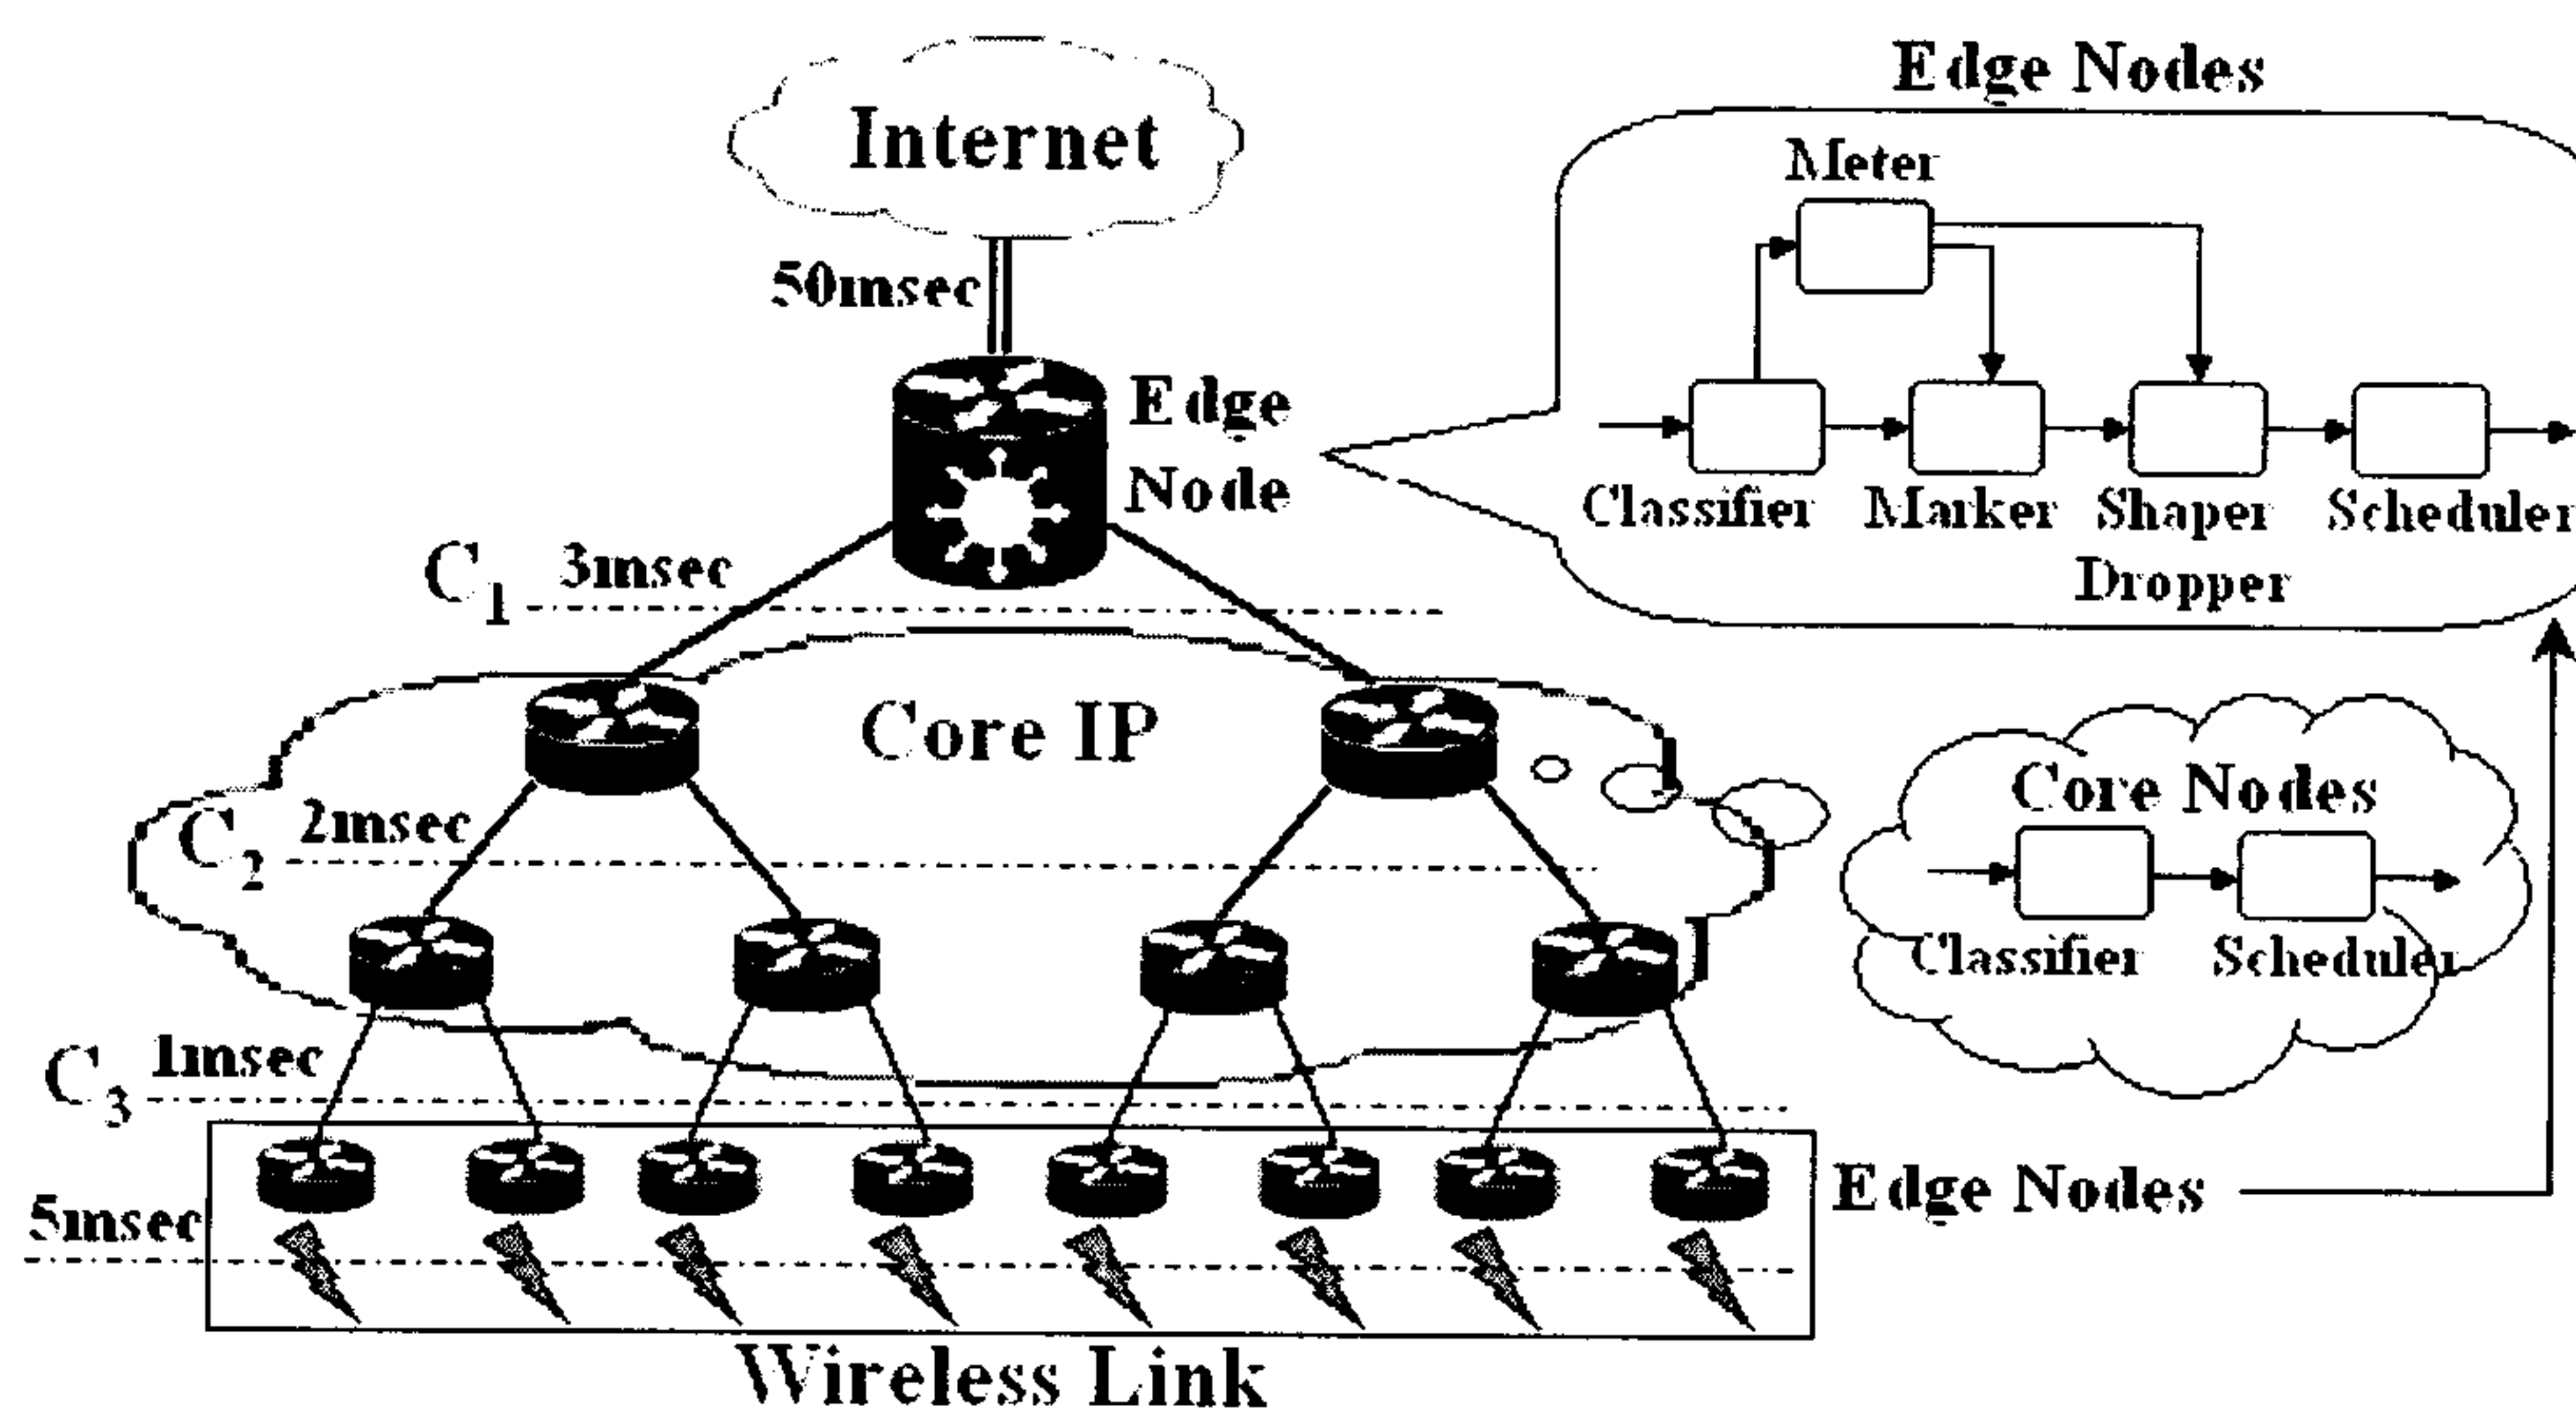 Internet
50msec
Edge
Node
C1 3msec
Core IP
C2 2msec
C3 1msec
5msec
Edge Nodes
Wireless Link
Edge Nodes
Meter
Classifier Marker Shaper Scheduler
Dropper
Core Nodes
Classifier Scheduler